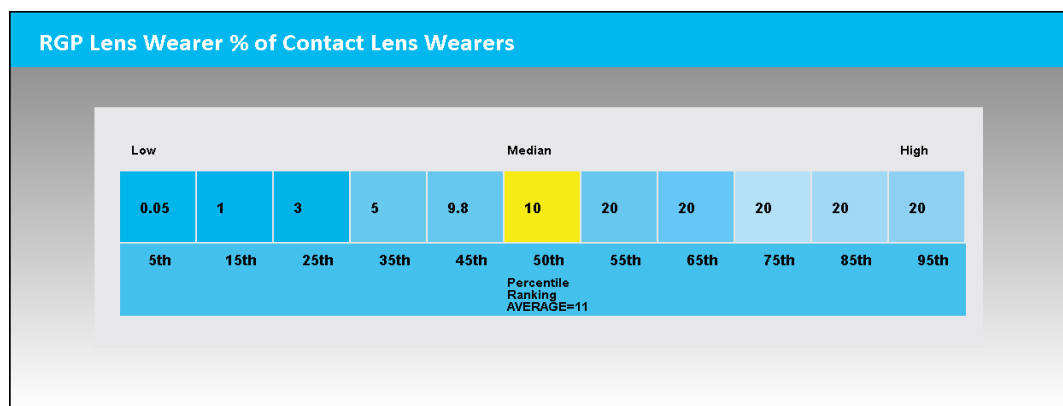 RGP Lens Wearer % of Contact Lens Wearers
Low Median High
0.05 1 3 5 9.8 10 20 20 20 20 20
5th 15th 25th 35th 45th 50th 55th 65th 75th 85th 95th
Percentile
Ranking
AVERAGE=11